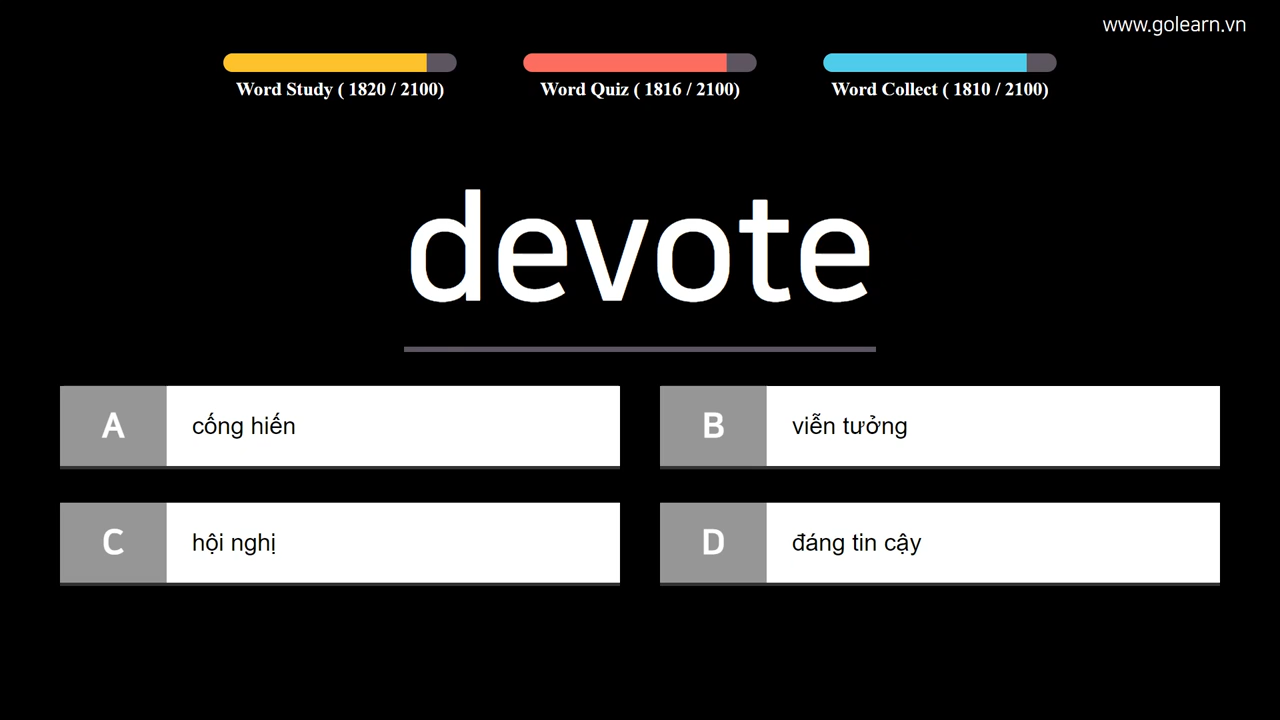 www.golearn.vn
Word Study ( 1820 / 2100)
Word Quiz ( 1816 / 2100)
Word Collect ( 1810 / 2100)
devote
A cống hiến
B viễn tưởng
C hội nghị
D đáng tin cậy